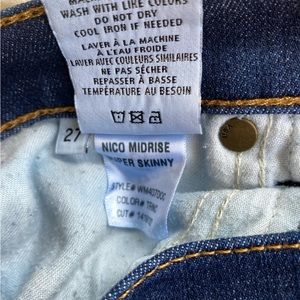 WASH WITH LIKE COLORS
DO NOT DRY
COOL IRON IF NEEDED
LAVER À LA MACHINE
À L'EAU FROIDE
LAVER AVEC COULEURS SIMILAIRES
NE PAS SÉCHER
REPASSER À BASSE
TEMPÉRATURE AU BESOIN
27
NICO MIDRISE
SUPER SKINNY
STYLE#
COLOR#
CUT#